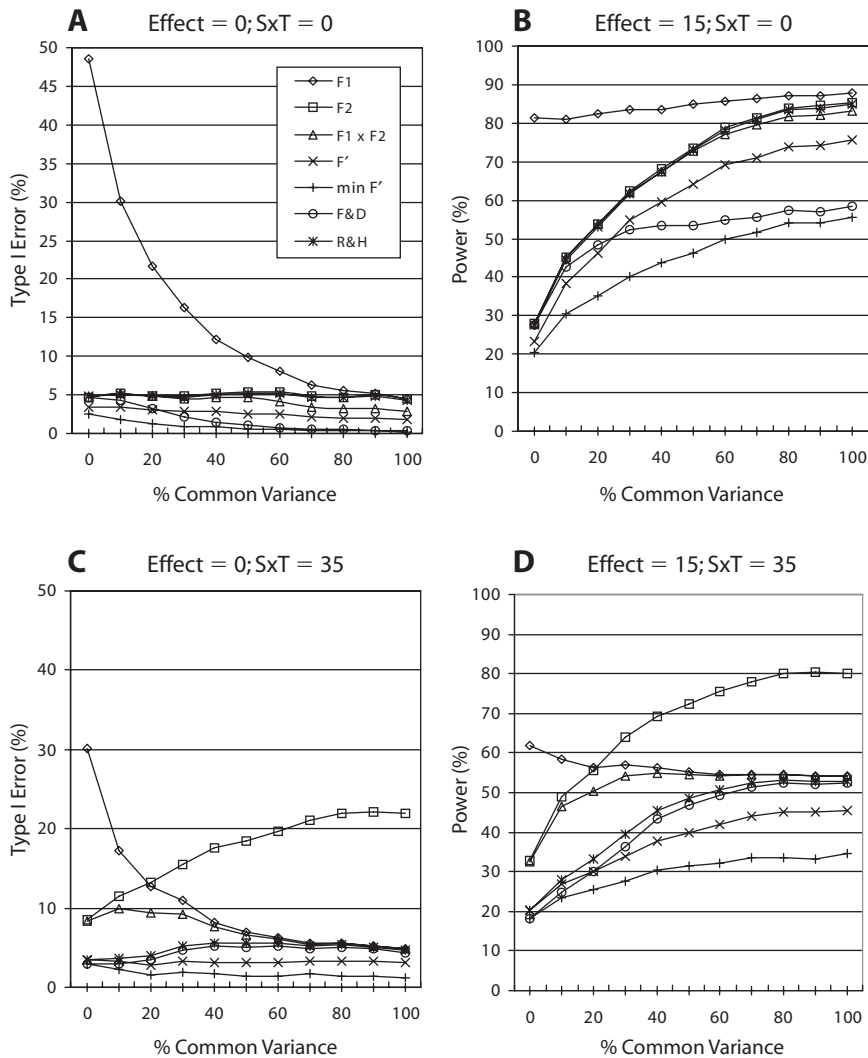 A Effect = 0; SxT = 0
50
45
40
35
30
25
20
15
10
5
0
Type I Error (%)
F1
F2
F1 x F2
F′
min F′
F&D
R&H
0 20 40 60 80 100
% Common Variance
B Effect = 15; SxT = 0
100
90
80
70
60
50
40
30
20
10
0
Power (%)
0 20 40 60 80 100
% Common Variance
C Effect = 0; SxT = 35
50
40
30
20
10
0
Type I Error (%)
0 20 40 60 80 100
% Common Variance
D Effect = 15; SxT = 35
100
90
80
70
60
50
40
30
20
10
0
Power (%)
0 20 40 60 80 100
% Common Variance